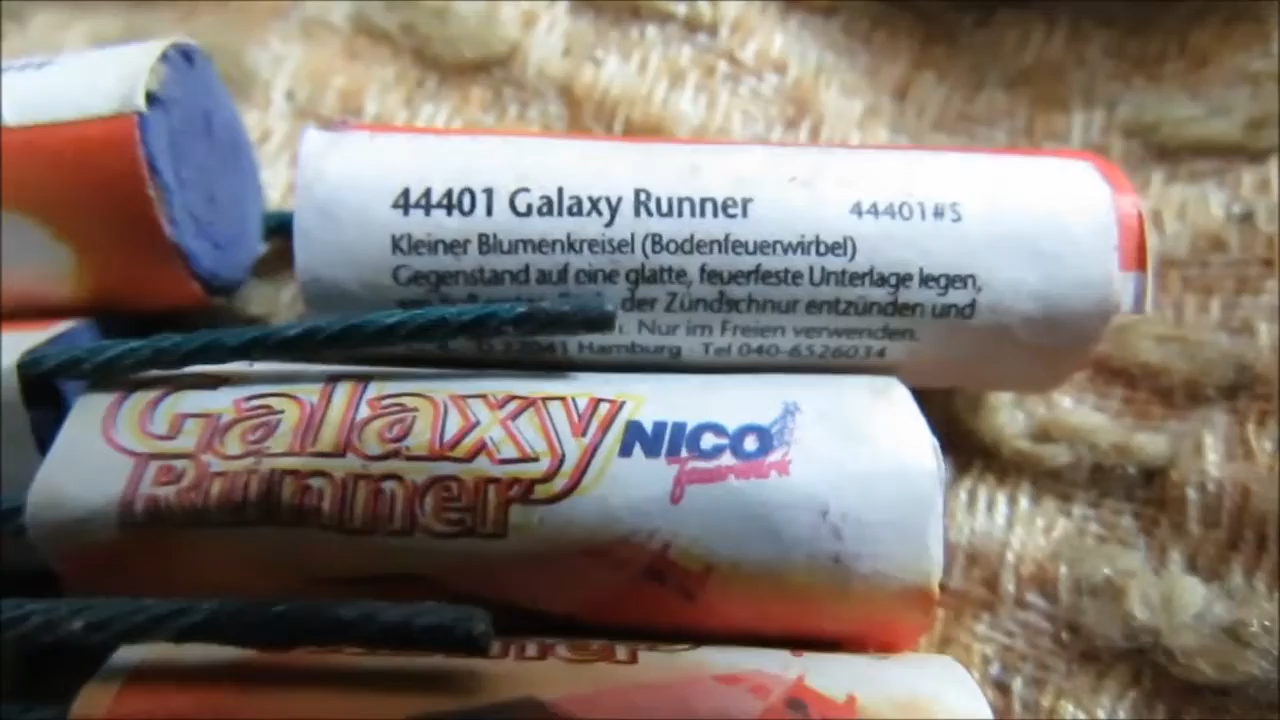 44401 Galaxy Runner 44401#S
Kleiner Blumenkreisel (Bodenfeuerwirbel)
Gegenstand auf eine glatte, feuerfeste Unterlage legen,
der Zündschnur entzünden und
Nur im Freien verwenden.
Hamburg Tel 040-6526034
Galaxy
Runner
NICO
Feuerwerk